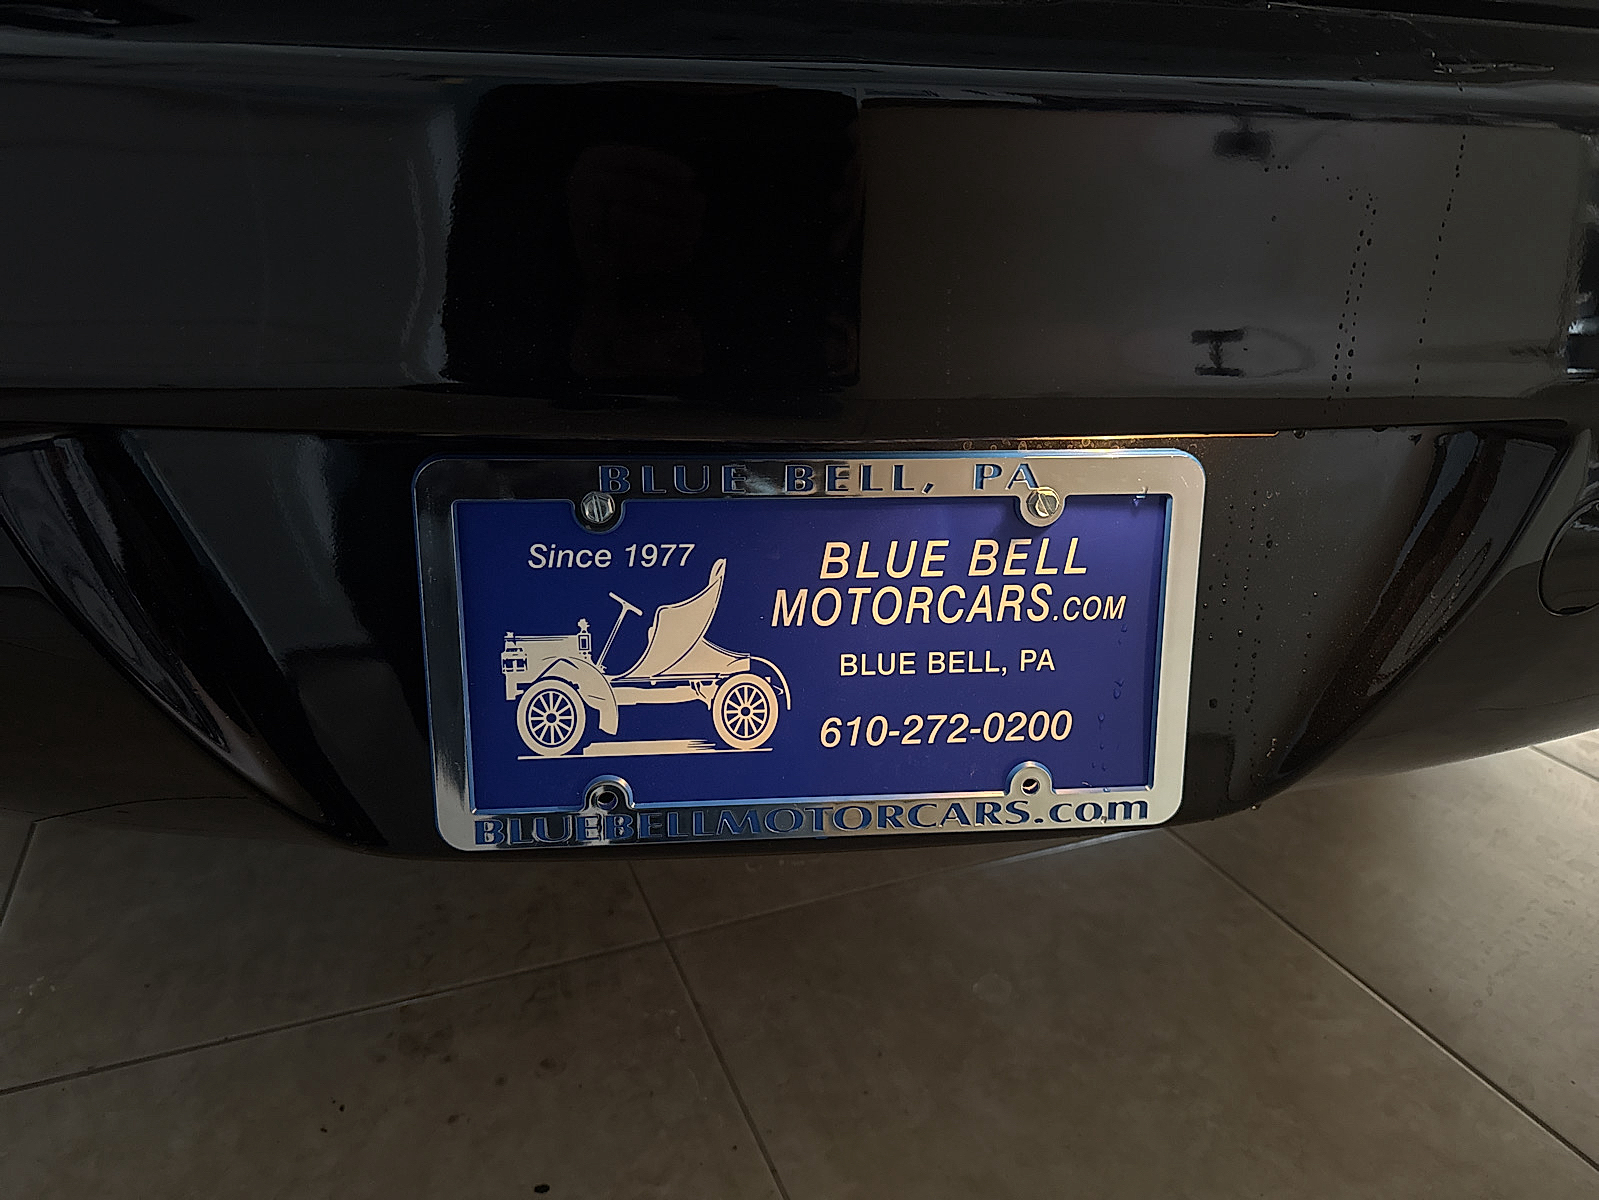 BLUE BELL, PA
Since 1977
BLUE BELL
MOTORCARS.COM
BLUE BELL, PA
610-272-0200
BLUEBELLMOTORCARS.com